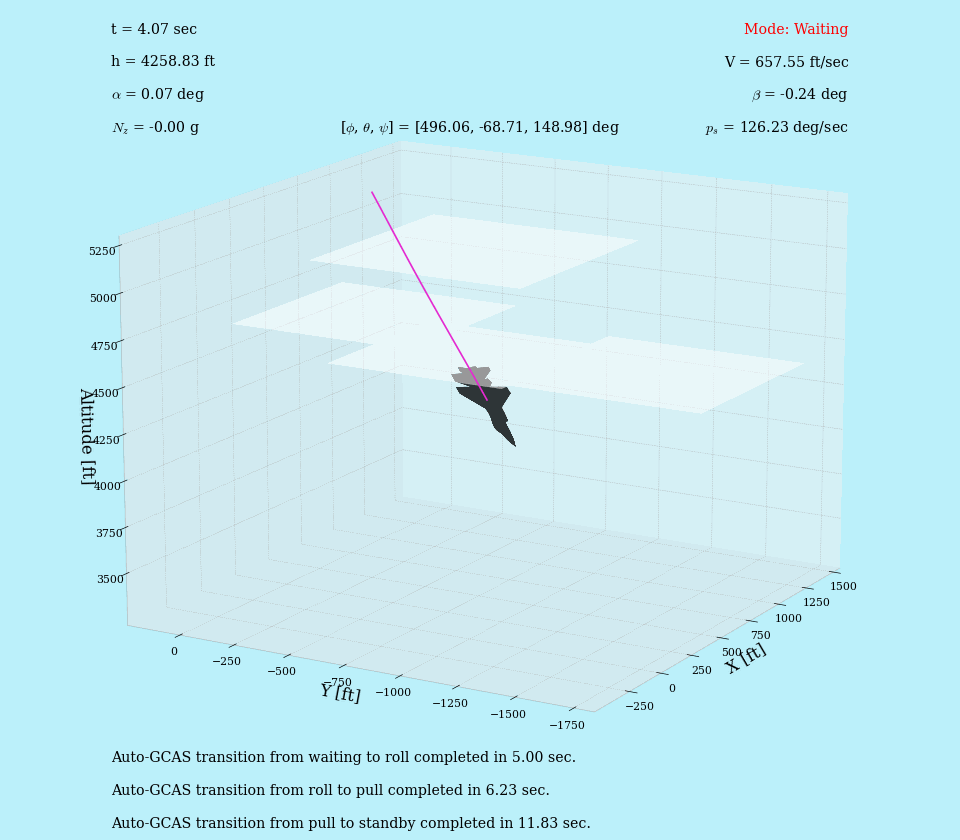 t = 4.07 sec
Mode: Waiting
h = 4258.83 ft
V = 657.55 ft/sec
α = 0.07 deg
β = -0.24 deg
N_z = -0.00 g
[ϕ, θ, ψ] = [496.06, -68.71, 148.98] deg
p_s = 126.23 deg/sec
5250
5000
4750
4500
4250
4000
3750
3500
Altitude [ft]
0
−250
−500
−750
−1000
−1250
−1500
−1750
Y [ft]
−250
0
250
500
750
1000
1250
1500
X [ft]
Auto-GCAS transition from waiting to roll completed in 5.00 sec.
Auto-GCAS transition from roll to pull completed in 6.23 sec.
Auto-GCAS transition from pull to standby completed in 11.83 sec.